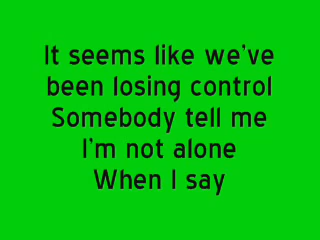 It seems like we've
been losing control
Somebody tell me
I'm not alone
When I say